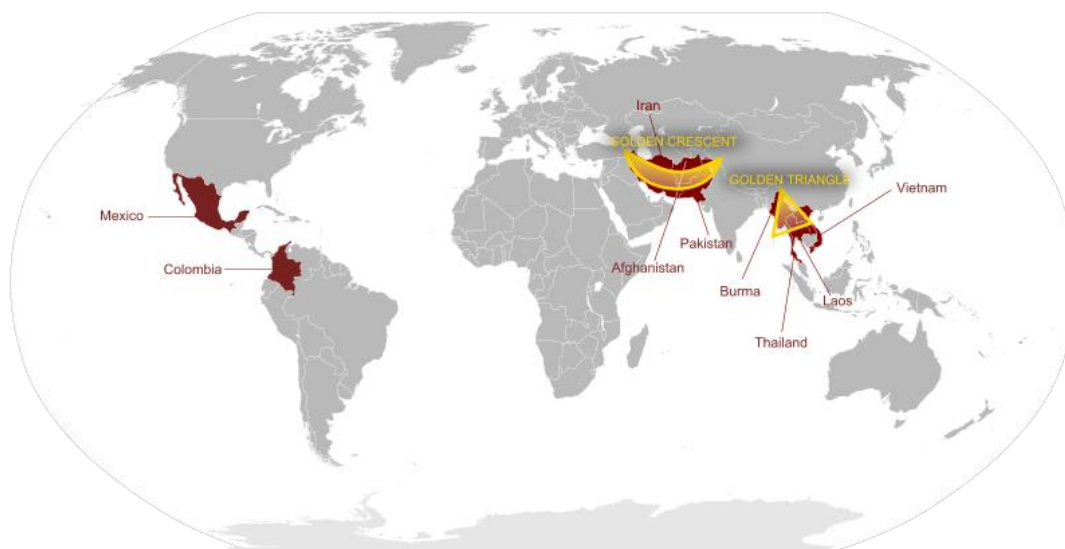 Iran
GOLDEN CRESCENT
GOLDEN TRIANGLE
Vietnam
Mexico
Pakistan
Colombia
Afghanistan
Burma
Laos
Thailand